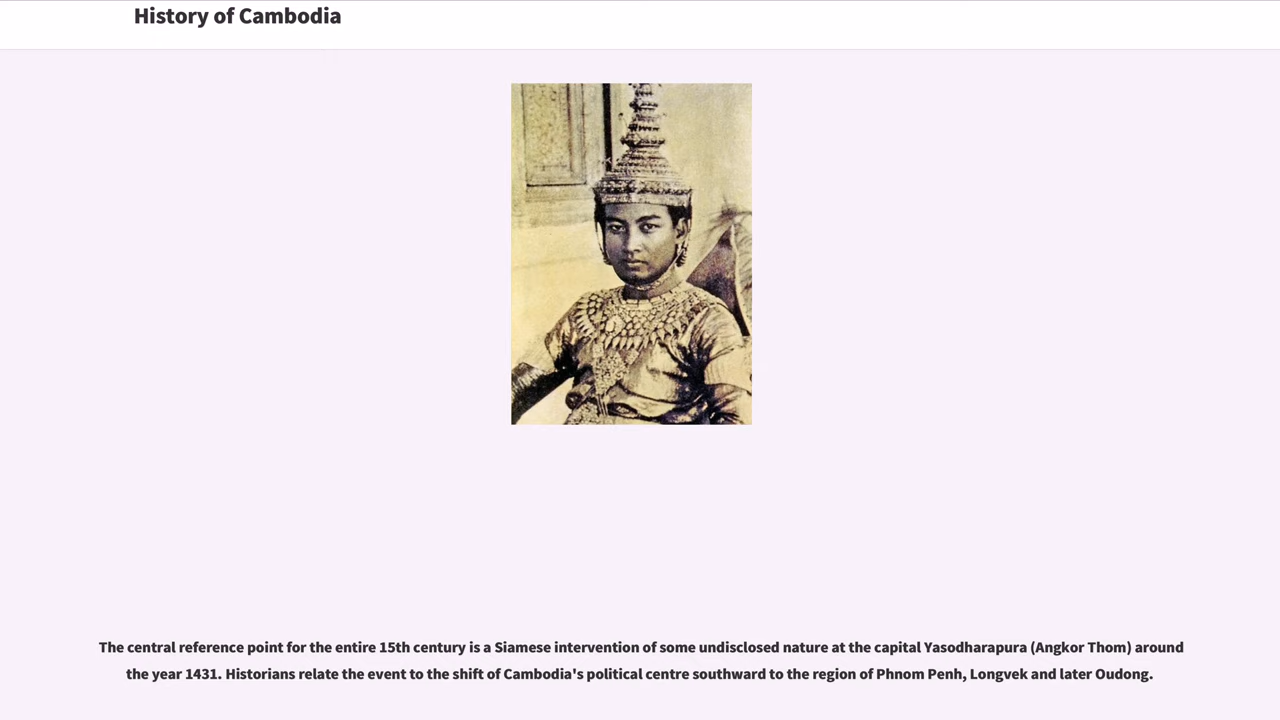 History of Cambodia
The central reference point for the entire 15th century is a Siamese intervention of some undisclosed nature at the capital Yasodharapura (Angkor Thom) around
the year 1431. Historians relate the event to the shift of Cambodia's political centre southward to the region of Phnom Penh, Longvek and later Oudong.